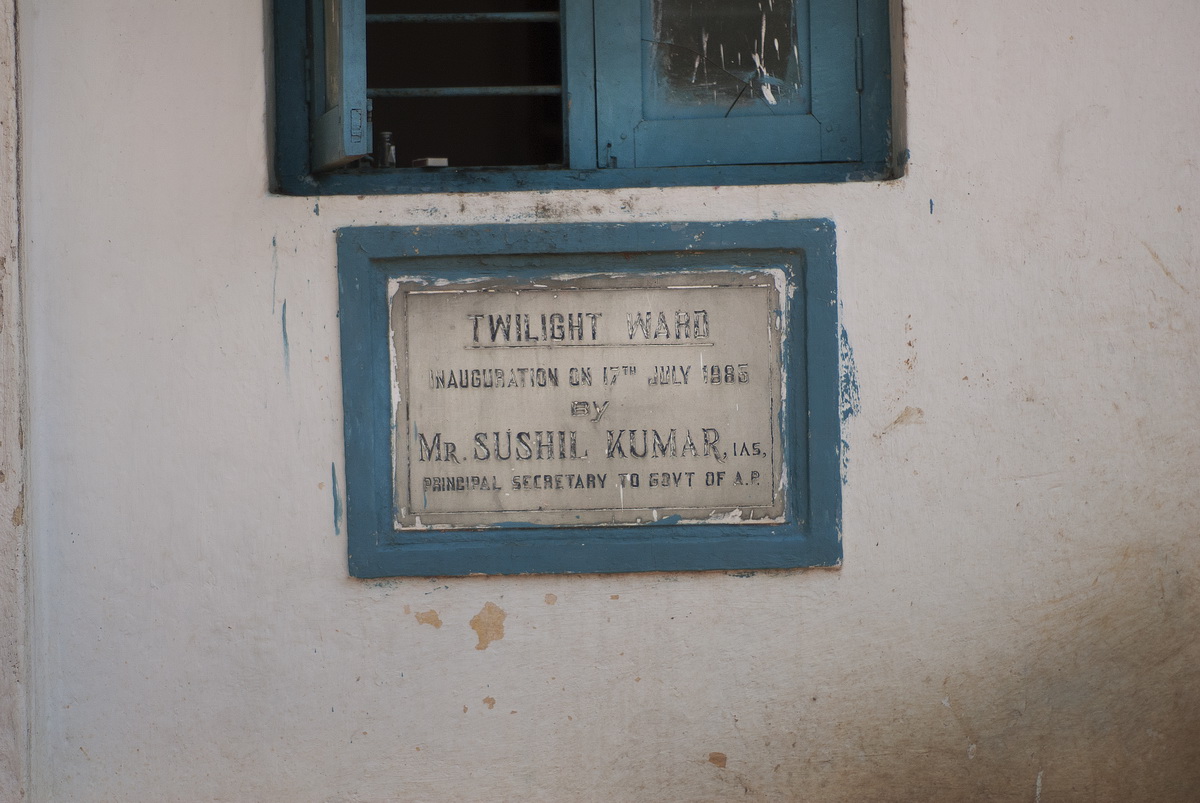 TWILIGHT WARD
INAUGURATION ON 17TH JULY 1985
BY
MR. SUSHIL KUMAR, IAS,
PRINCIPAL SECRETARY TO GOVT OF A.P.